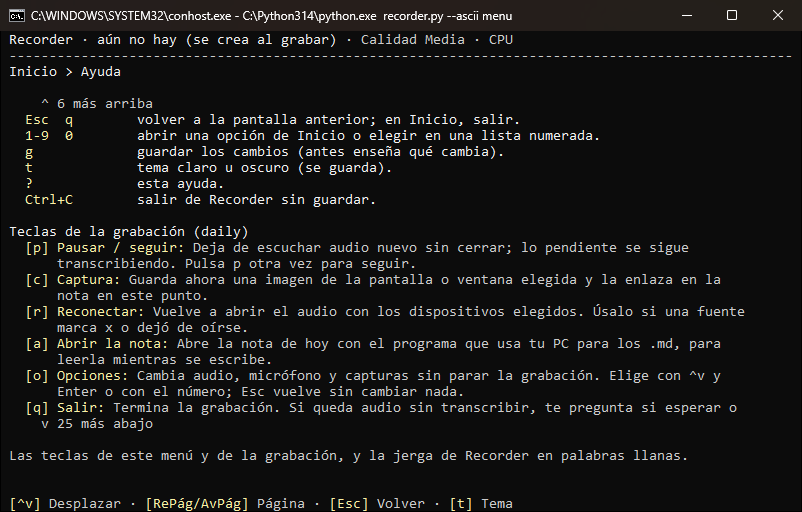 C:\WINDOWS\SYSTEM32\conhost.exe - C:\Python314\python.exe  recorder.py --ascii menu
Recorder · aún no hay (se crea al grabar) · Calidad Media · CPU
--------------------------------------------------------------------------------------------------
Inicio > Ayuda
^ 6 más arriba
Esc  q        volver a la pantalla anterior; en Inicio, salir.
1-9  0        abrir una opción de Inicio o elegir en una lista numerada.
g             guardar los cambios (antes enseña qué cambia).
t             tema claro u oscuro (se guarda).
?             esta ayuda.
Ctrl+C        salir de Recorder sin guardar.
Teclas de la grabación (daily)
[p] Pausar / seguir: Deja de escuchar audio nuevo sin cerrar; lo pendiente se sigue
transcribiendo. Pulsa p otra vez para seguir.
[c] Captura: Guarda ahora una imagen de la pantalla o ventana elegida y la enlaza en la
nota en este punto.
[r] Reconectar: Vuelve a abrir el audio con los dispositivos elegidos. Úsalo si una fuente
marca x o dejó de oírse.
[a] Abrir la nota: Abre la nota de hoy con el programa que usa tu PC para los .md, para
leerla mientras se escribe.
[o] Opciones: Cambia audio, micrófono y capturas sin parar la grabación. Elige con ^v y
Enter o con el número; Esc vuelve sin cambiar nada.
[q] Salir: Termina la grabación. Si queda audio sin transcribir, te pregunta si esperar o
v 25 más abajo
Las teclas de este menú y de la grabación, y la jerga de Recorder en palabras llanas.
[^v] Desplazar · [RePág/AvPág] Página · [Esc] Volver · [t] Tema